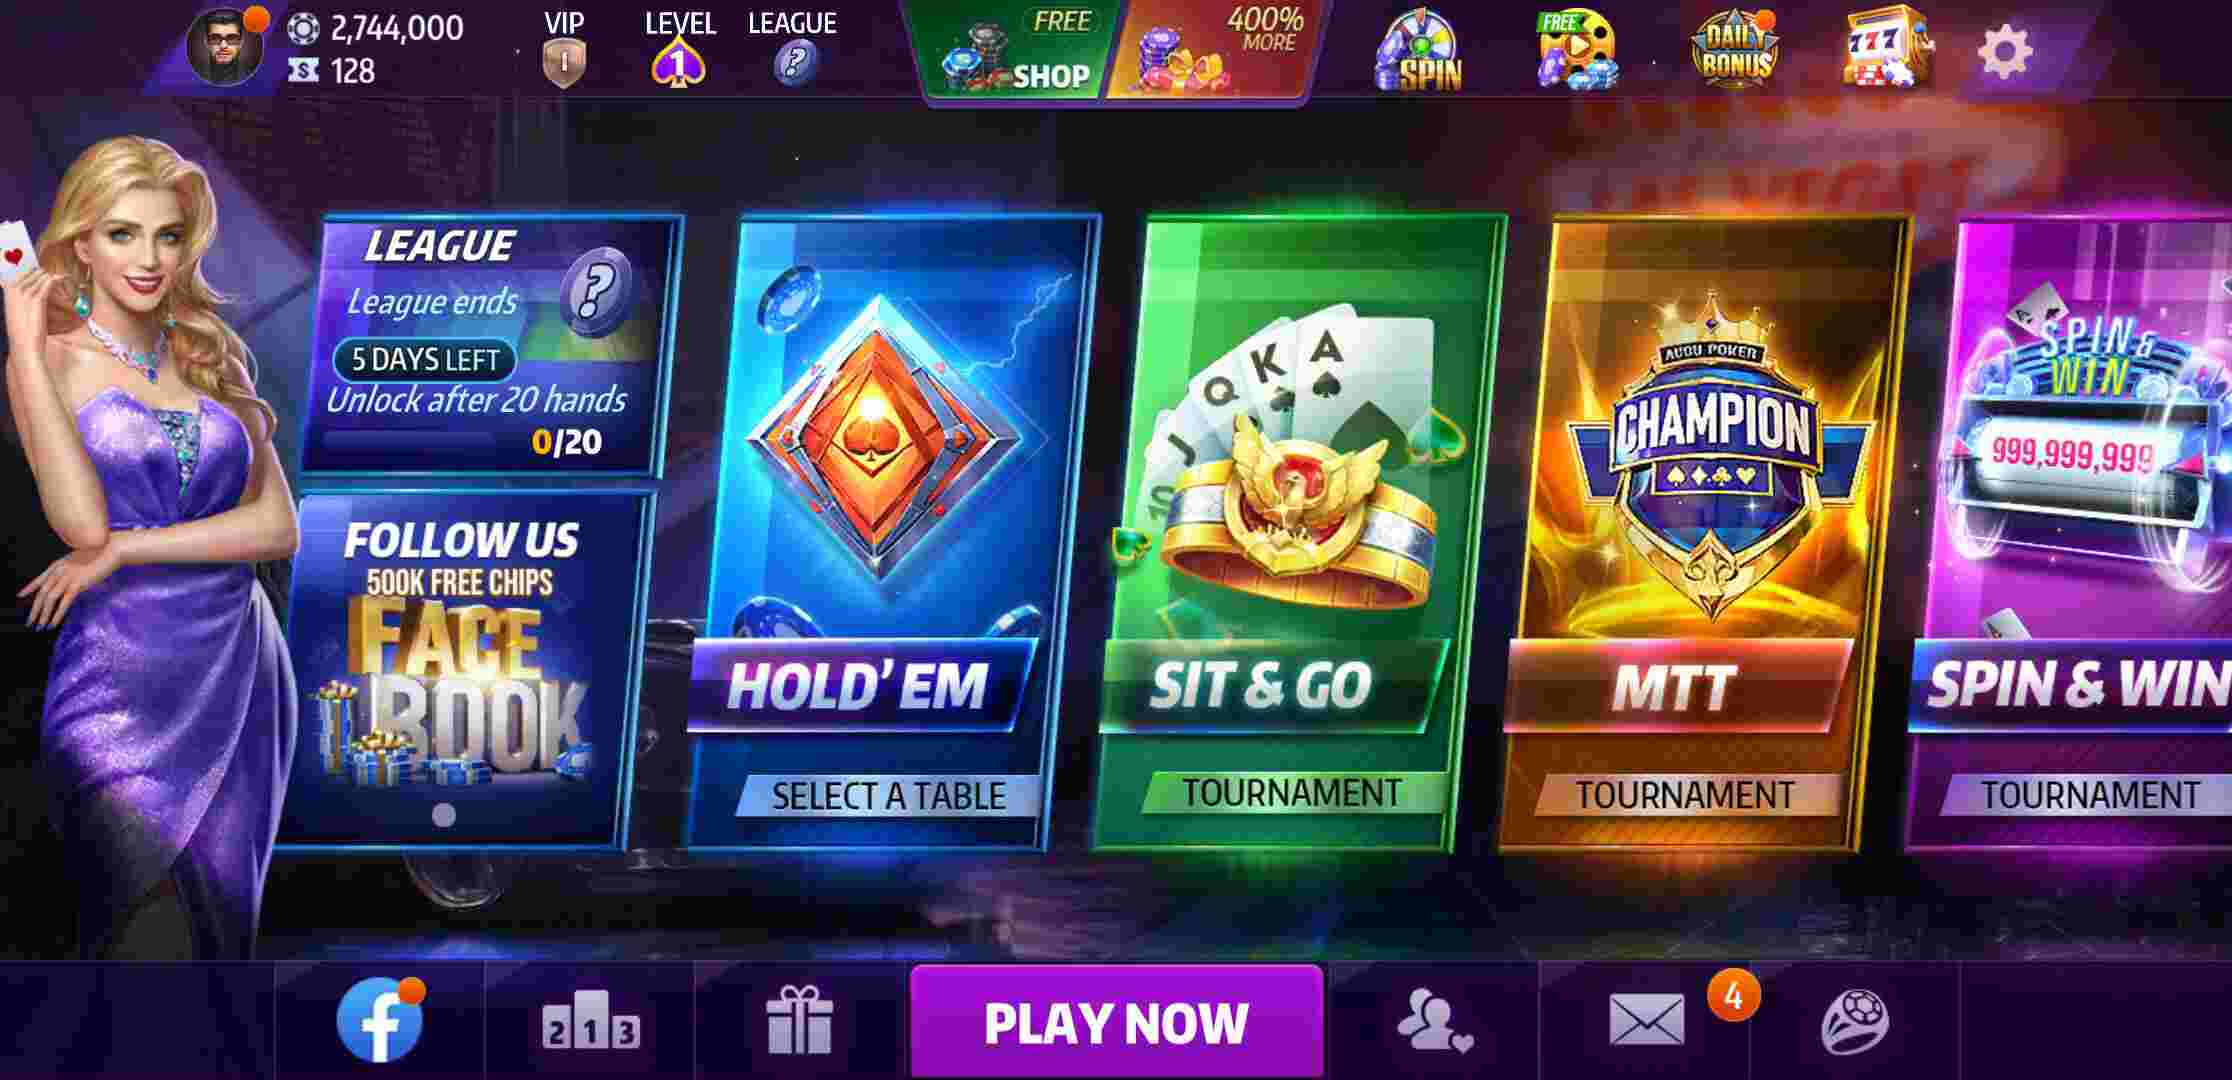 2,744,000
128
VIP
1
LEVEL
1
LEAGUE
?
FREE
SHOP
400%
MORE
SPIN
FREE
DAILY
BONUS
777
LEAGUE
?
League ends
5 DAYS LEFT
Unlock after 20 hands
0/20
FOLLOW US
500K FREE CHIPS
FACE
BOOK
HOLD' EM
SELECT A TABLE
10 J Q K A
SIT & GO
TOURNAMENT
CHAMPION
MTT
TOURNAMENT
A
SPIN &
WIN
999,999,999
SPIN & WIN
TOURNAMENT
f
2 1 3
PLAY NOW
4